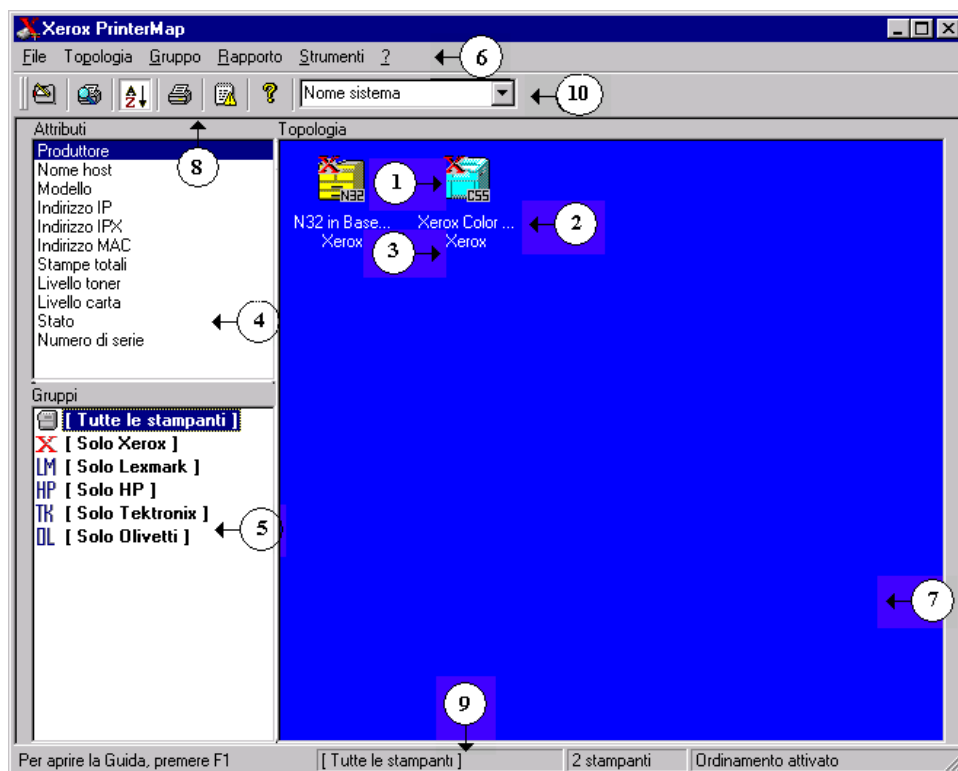 Xerox PrinterMap
File Topologia Gruppo Rapporto Strumenti ?
6
Nome sistema
10
8
Attributi
Produttore
Nome host
Modello
Indirizzo IP
Indirizzo IPX
Indirizzo MAC
Stampe totali
Livello toner
Livello carta
Stato
Numero di serie
4
Topologia
N32
C55
1
N32 in Base... Xerox Color ...
Xerox Xerox
2
3
Gruppi
[ Tutte le stampanti ]
X [ Solo Xerox ]
LM [ Solo Lexmark ]
HP [ Solo HP ]
TK [ Solo Tektronix ]
OL [ Solo Olivetti ]
5
7
9
Per aprire la Guida, premere F1 [ Tutte le stampanti ] 2 stampanti Ordinamento attivato